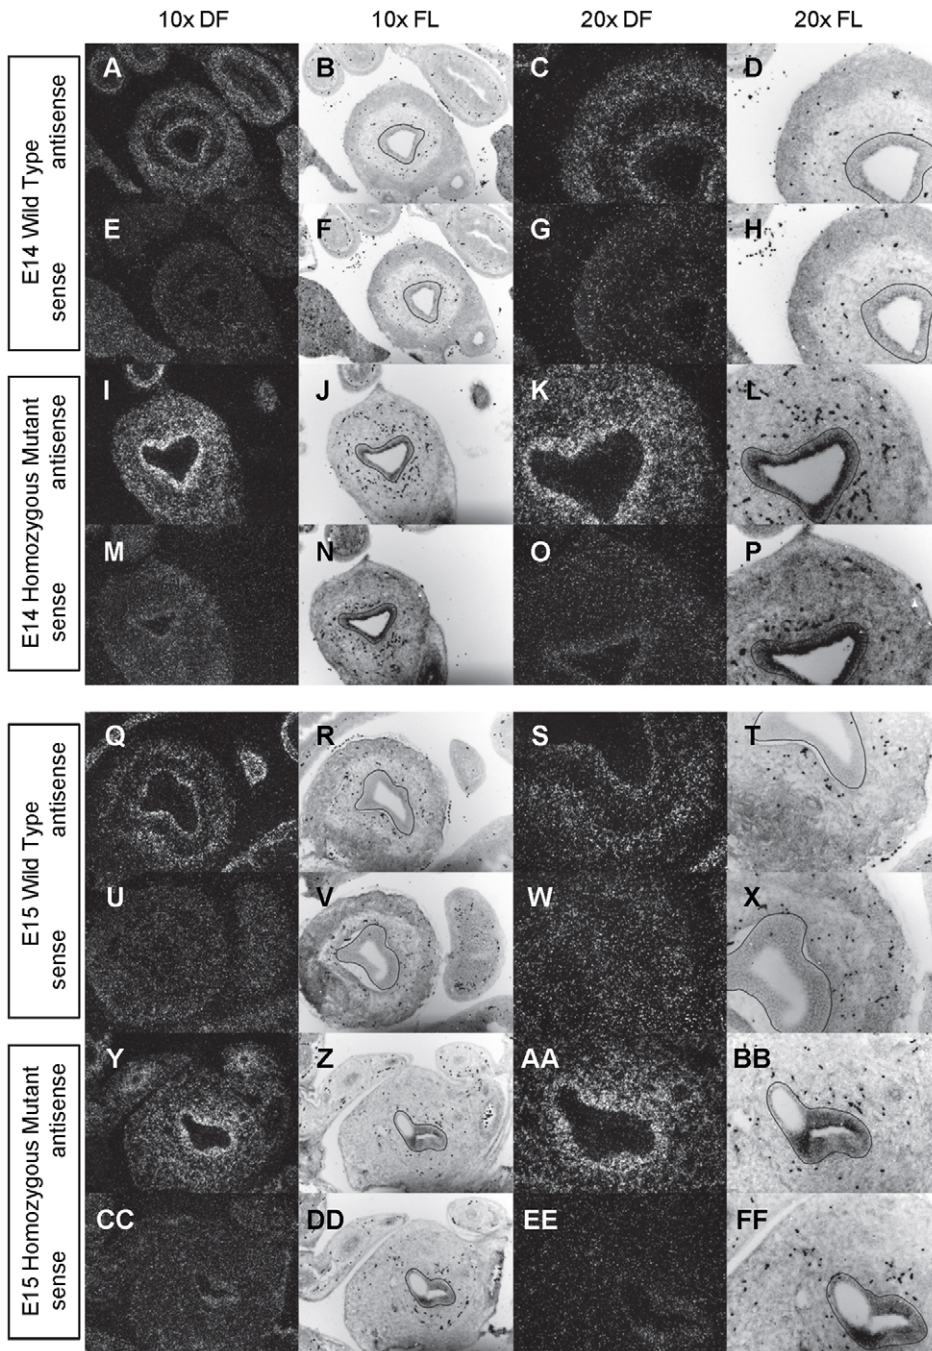 10x DF 10x FL 20x DF 20x FL
E14 Wild Type
antisense
A B C D
sense
E F G H
E14 Homozygous Mutant
antisense
I J K L
sense
M N O P
E15 Wild Type
antisense
Q R S T
sense
U V W X
E15 Homozygous Mutant
antisense
Y Z AA BB
sense
CC DD EE FF